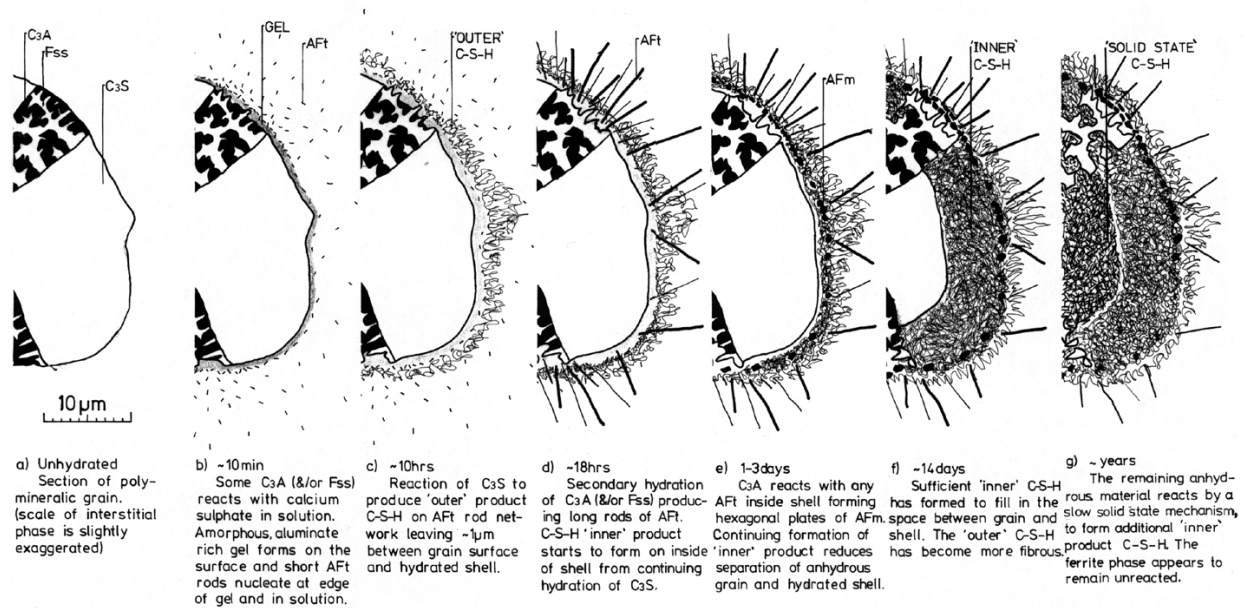 C₃A
Fss
C₃S
10 μm
a) Unhydrated
Section of poly-
mineralic grain.
(scale of interstitial
phase is slightly
exaggerated)
GEL
AFt
b) ~10min
Some C₃A (&/or Fss)
reacts with calcium
sulphate in solution.
Amorphous, aluminate
rich gel forms on the
surface and short AFt
rods nucleate at edge
of gel and in solution.
'OUTER'
C-S-H
c) ~10hrs
Reaction of C₃S to
produce 'outer' product
C-S-H on AFt rod net-
work leaving ~1μm
between grain surface
and hydrated shell.
AFt
d) ~18hrs
Secondary hydration
of C₃A (&/or Fss) produc-
ing long rods of AFt.
C-S-H 'inner' product
starts to form on inside
of shell from continuing
hydration of C₃S.
AFm
e) 1-3days
C₃A reacts with any
AFt inside shell forming
hexagonal plates of AFm.
Continuing formation of
'inner' product reduces
separation of anhydrous
grain and hydrated shell.
'INNER'
C-S-H
f) ~14days
Sufficient 'inner' C-S-H
has formed to fill in the
space between grain and
shell. The 'outer' C-S-H
has become more fibrous.
'SOLID STATE'
C-S-H
g) ~ years
The remaining anhyd-
rous material reacts by a
slow solid state mechanism,
to form additional 'inner'
product C-S-H. The
ferrite phase appears to
remain unreacted.